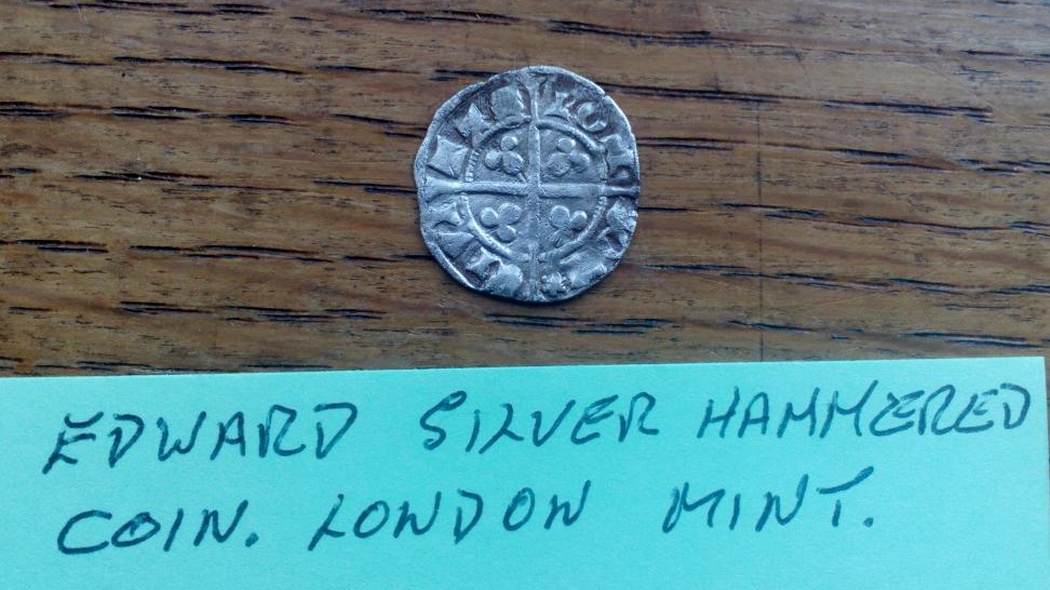 EDWARD SILVER HAMMERED
COIN. LONDON MINT.